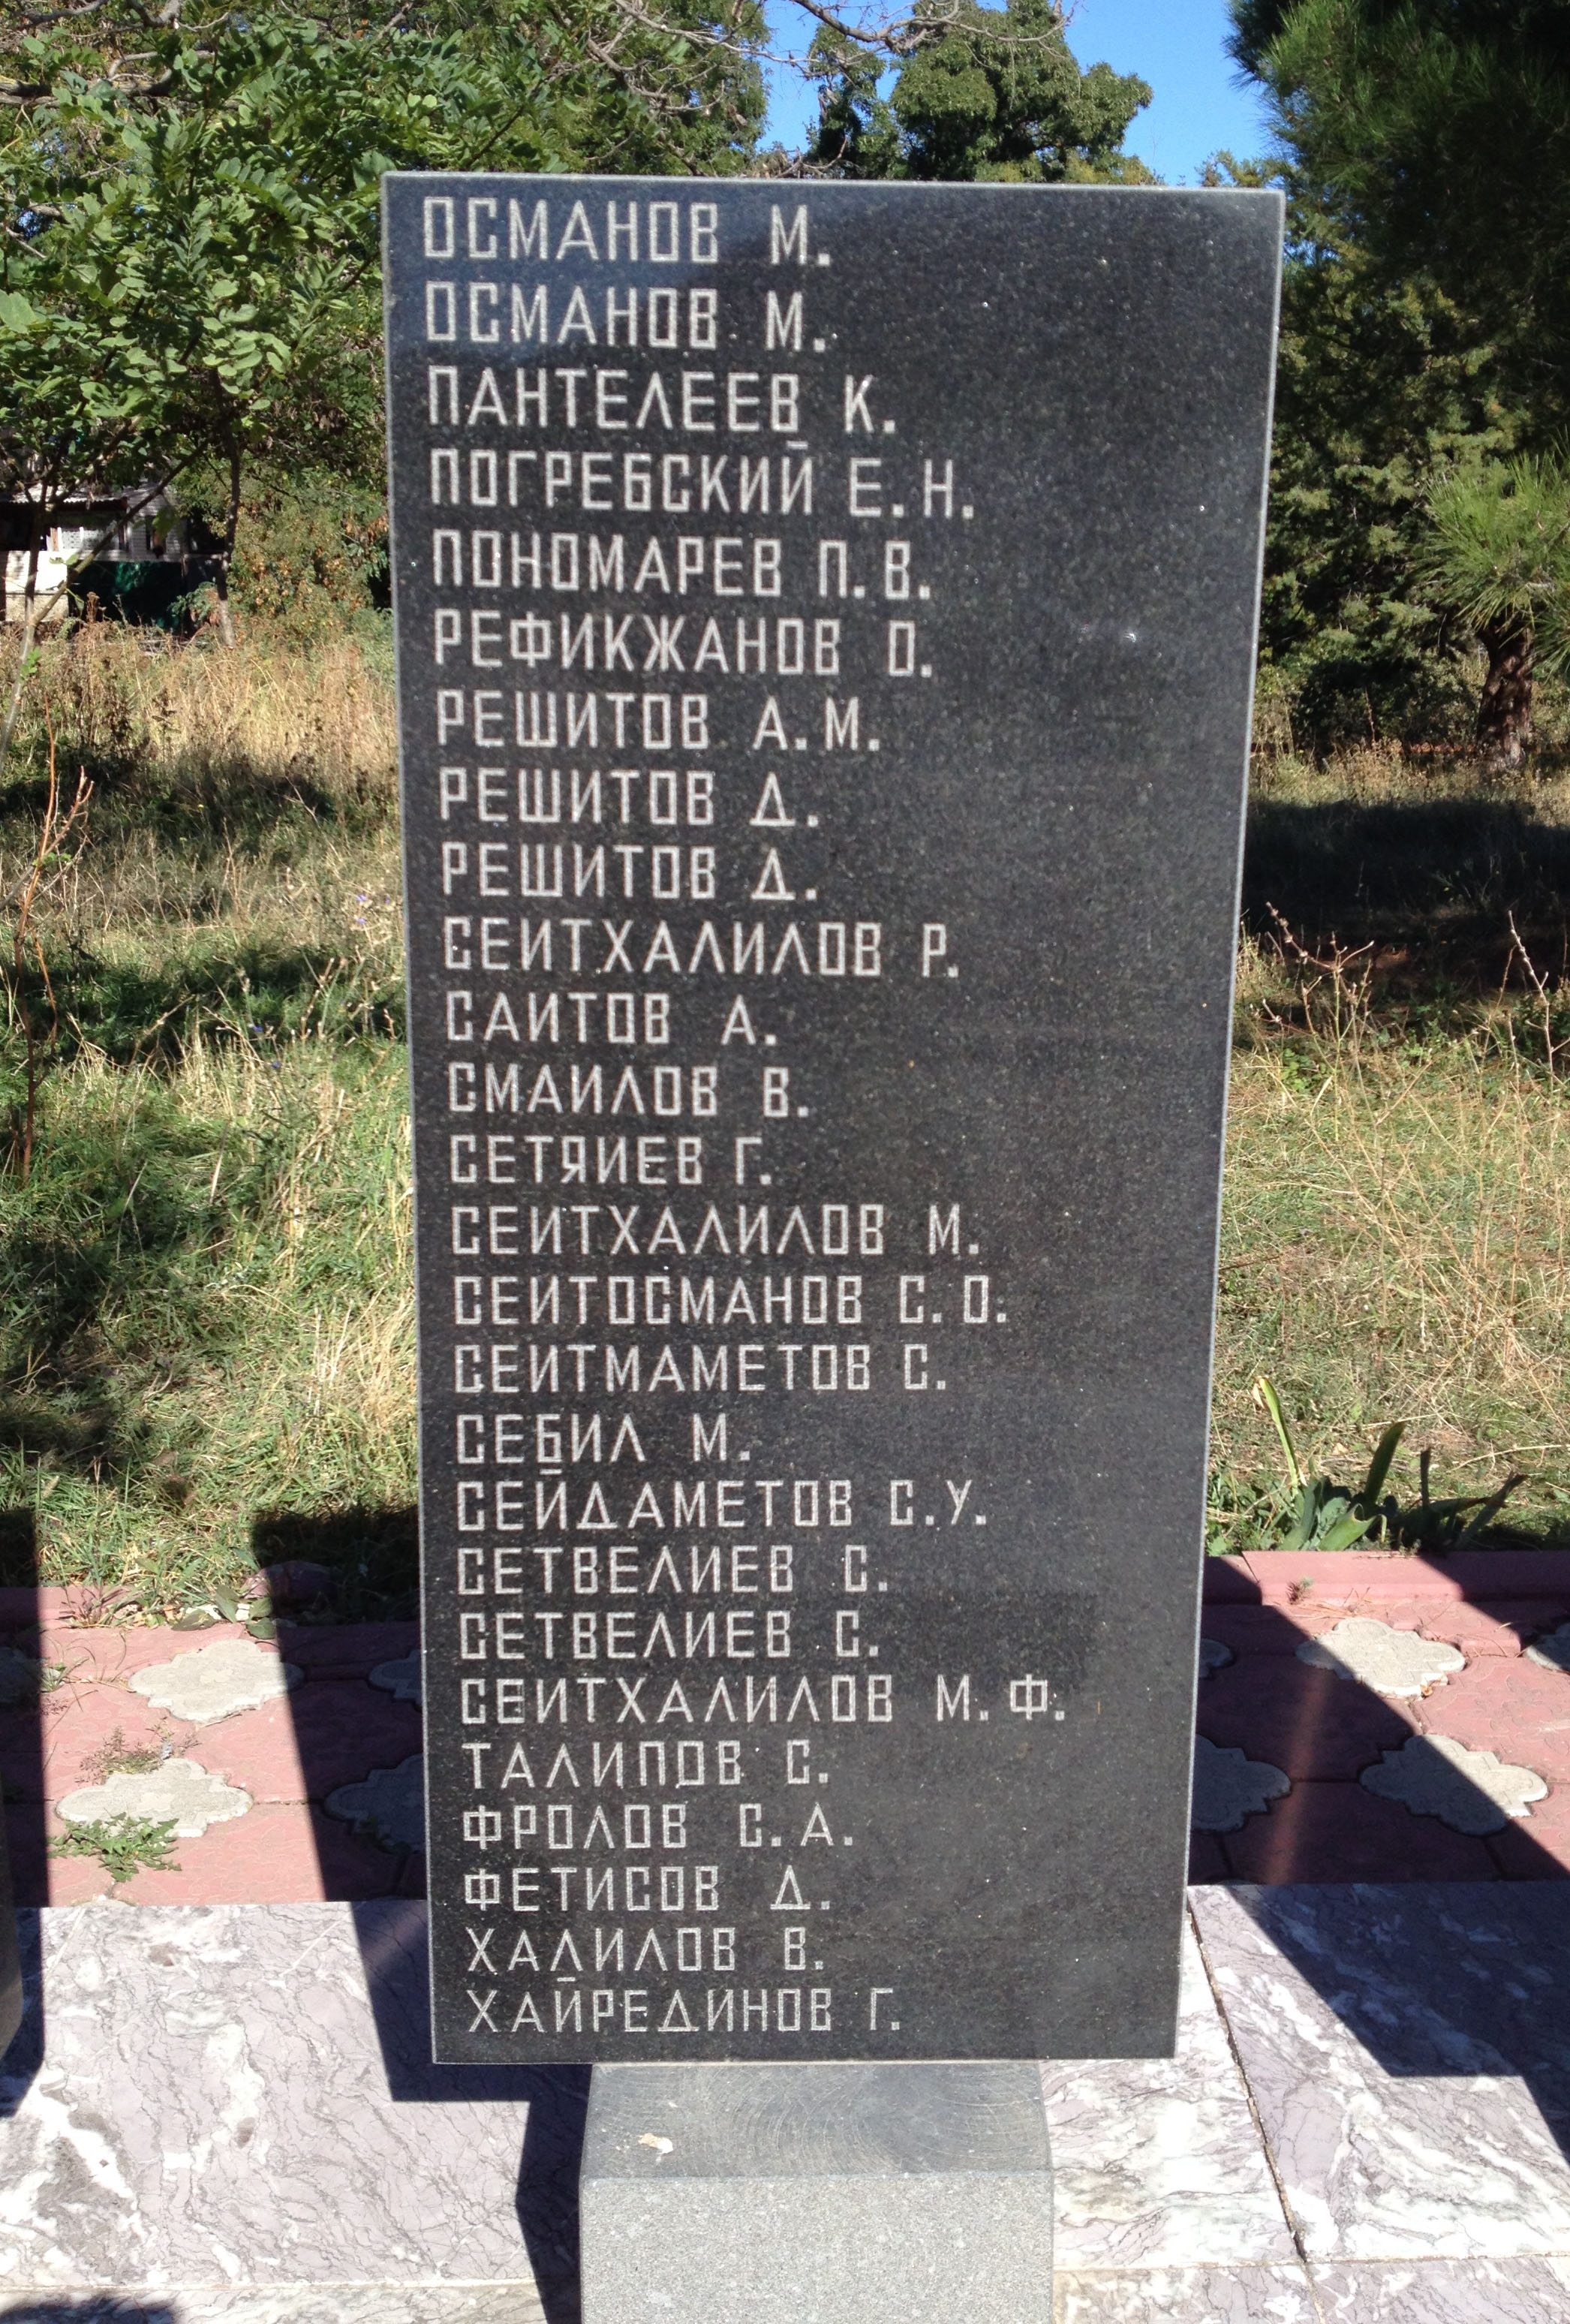 ОСМАНОВ М.
ОСМАНОВ М.
ПАНТЕЛЕЕВ К.
ПОГРЕБСКИЙ Е.Н.
ПОНОМАРЕВ П.В.
РЕФИКЖАНОВ О.
РЕШИТОВ А.М.
РЕШИТОВ Д.
РЕШИТОВ Д.
СЕИТХАЛИЛОВ Р.
САИТОВ А.
СМАИЛОВ В.
СЕТЯИЕВ Г.
СЕИТХАЛИЛОВ М.
СЕИТОСМАНОВ С.О.
СЕИТМАМЕТОВ С.
СЕБИЛ М.
СЕЙДАМЕТОВ С.У.
СЕТВЕЛИЕВ С.
СЕТВЕЛИЕВ С.
СЕИТХАЛИЛОВ М.Ф.
ТАЛИПОВ С.
ФРОЛОВ С.А.
ФЕТИСОВ Д.
ХАЛИЛОВ В.
ХАЙРЕДИНОВ Г.